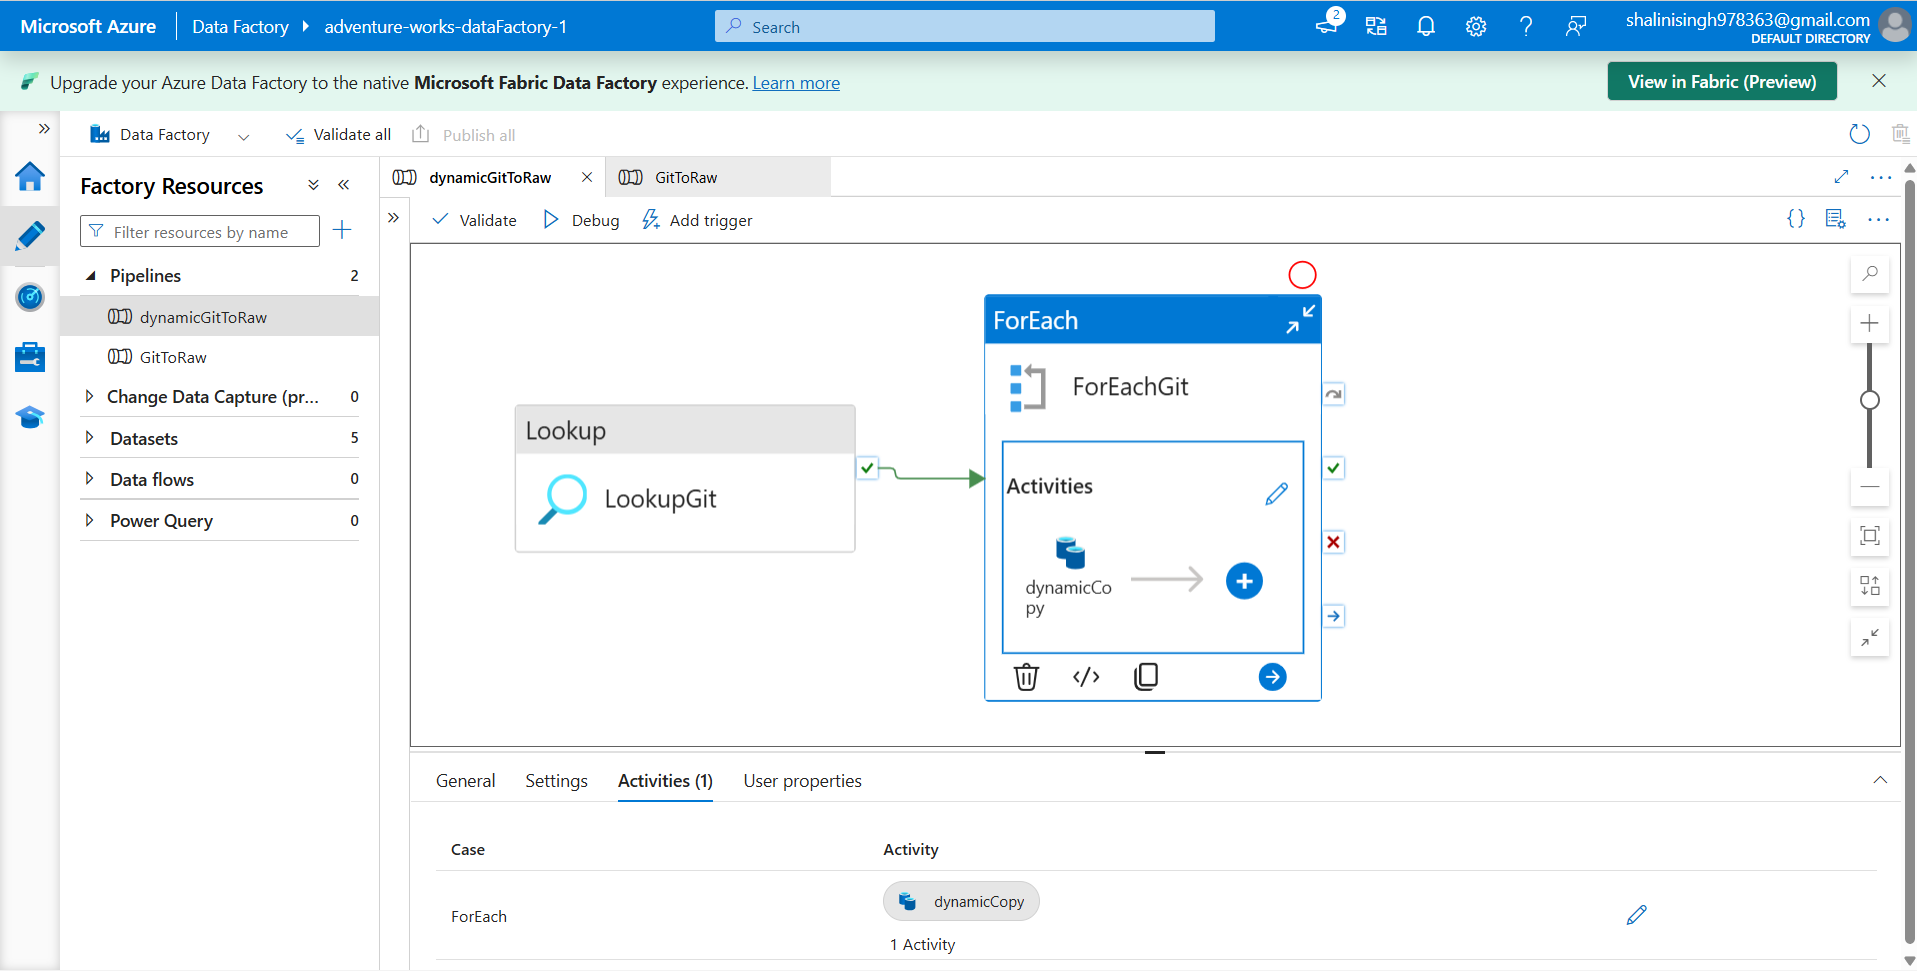 Microsoft Azure
Data Factory
adventure-works-dataFactory-1
Search
2
shalinisingh978363@gmail.com
DEFAULT DIRECTORY
Upgrade your Azure Data Factory to the native Microsoft Fabric Data Factory experience. Learn more
View in Fabric (Preview)
Data Factory
Validate all
Publish all
Factory Resources
Filter resources by name
Pipelines 2
dynamicGitToRaw
GitToRaw
Change Data Capture (pr... 0
Datasets 5
Data flows 0
Power Query 0
dynamicGitToRaw
GitToRaw
Validate
Debug
Add trigger
Lookup
LookupGit
ForEach
ForEachGit
Activities
dynamicCo
py
General
Settings
Activities (1)
User properties
Case
Activity
ForEach
dynamicCopy
1 Activity